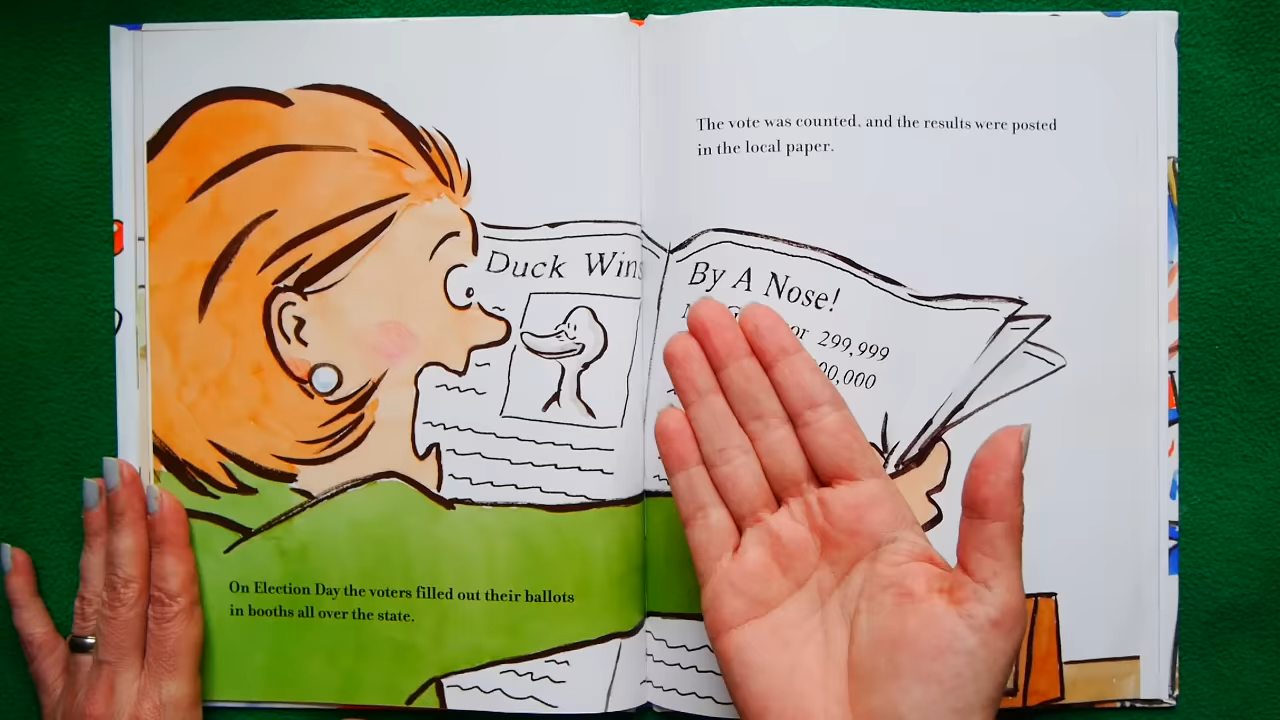 The vote was counted, and the results were posted
in the local paper.
Duck Wins
By A Nose!
299,999
On Election Day the voters filled out their ballots
in booths all over the state.